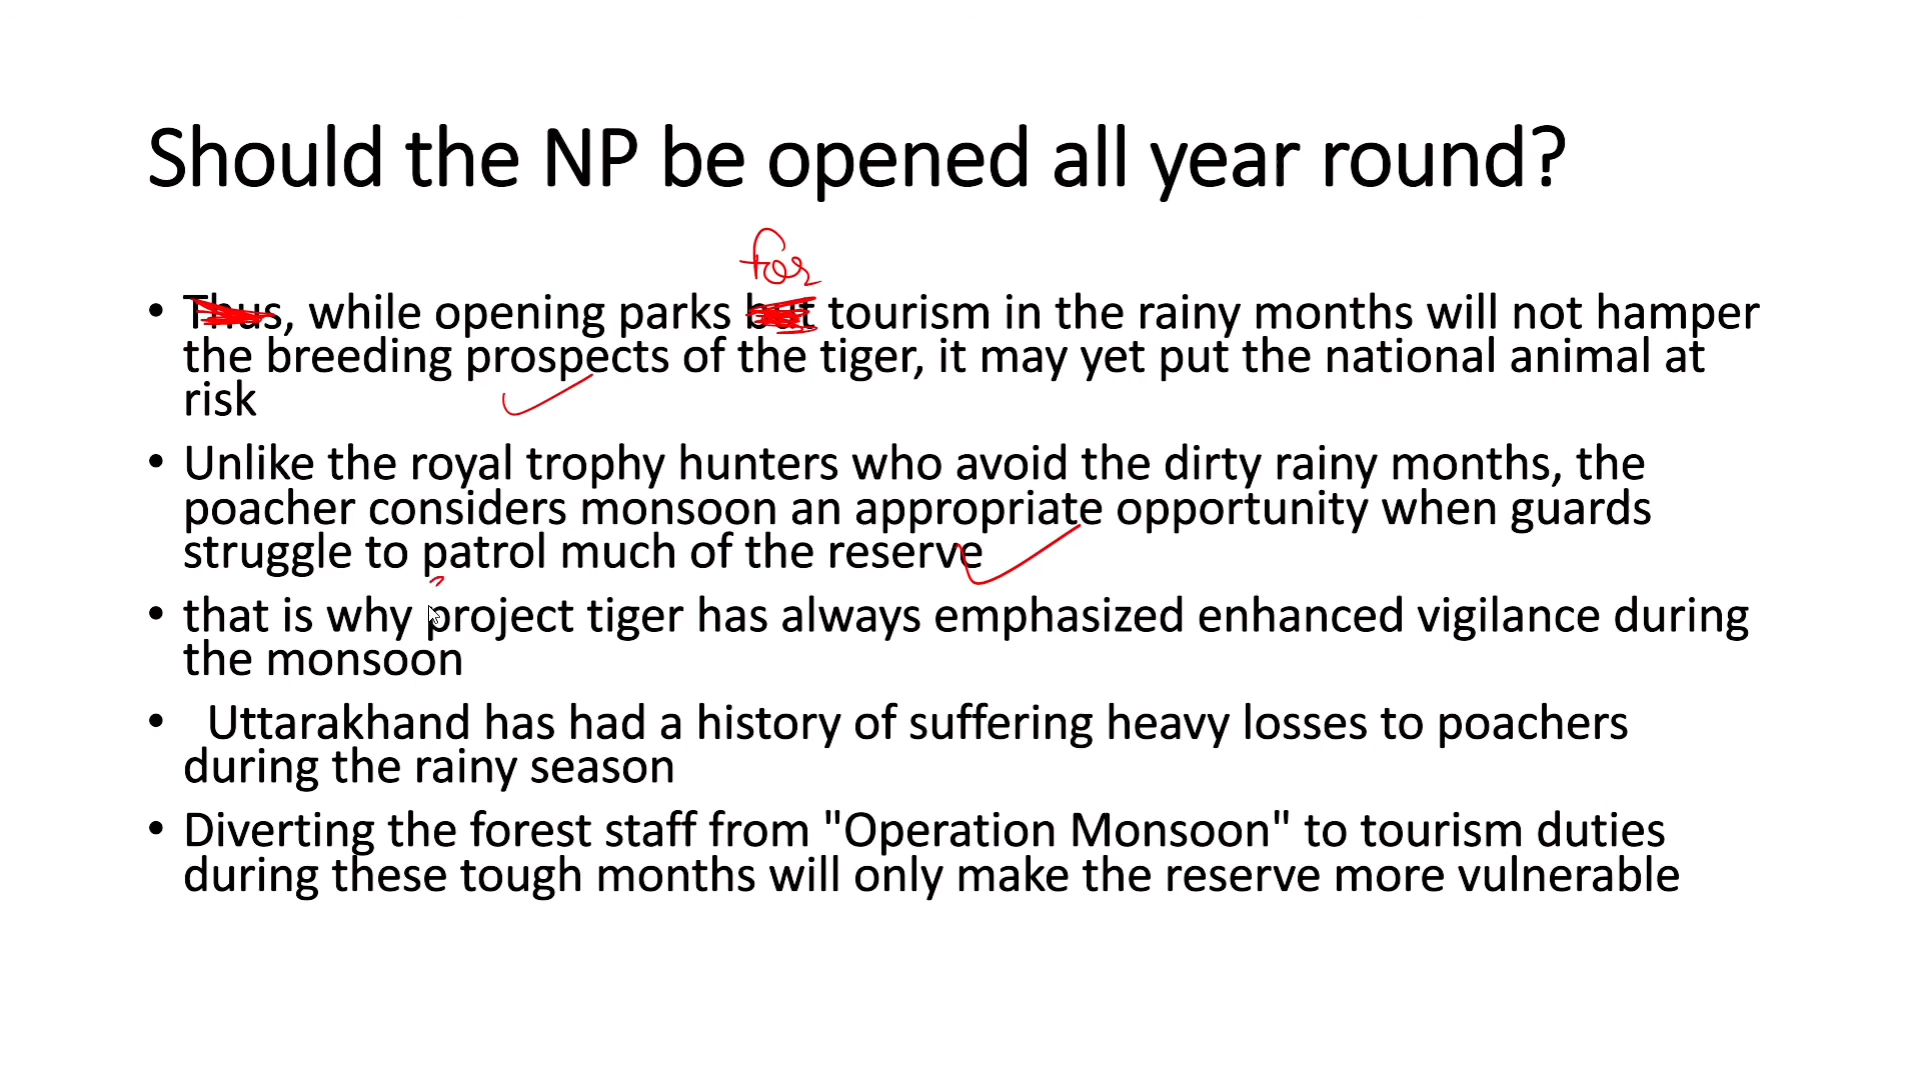 Should the NP be opened all year round?
for
• Thus, while opening parks but tourism in the rainy months will not hamper
the breeding prospects of the tiger, it may yet put the national animal at
risk
• Unlike the royal trophy hunters who avoid the dirty rainy months, the
poacher considers monsoon an appropriate opportunity when guards
struggle to patrol much of the reserve
• that is why project tiger has always emphasized enhanced vigilance during
the monsoon
• Uttarakhand has had a history of suffering heavy losses to poachers
during the rainy season
• Diverting the forest staff from "Operation Monsoon" to tourism duties
during these tough months will only make the reserve more vulnerable